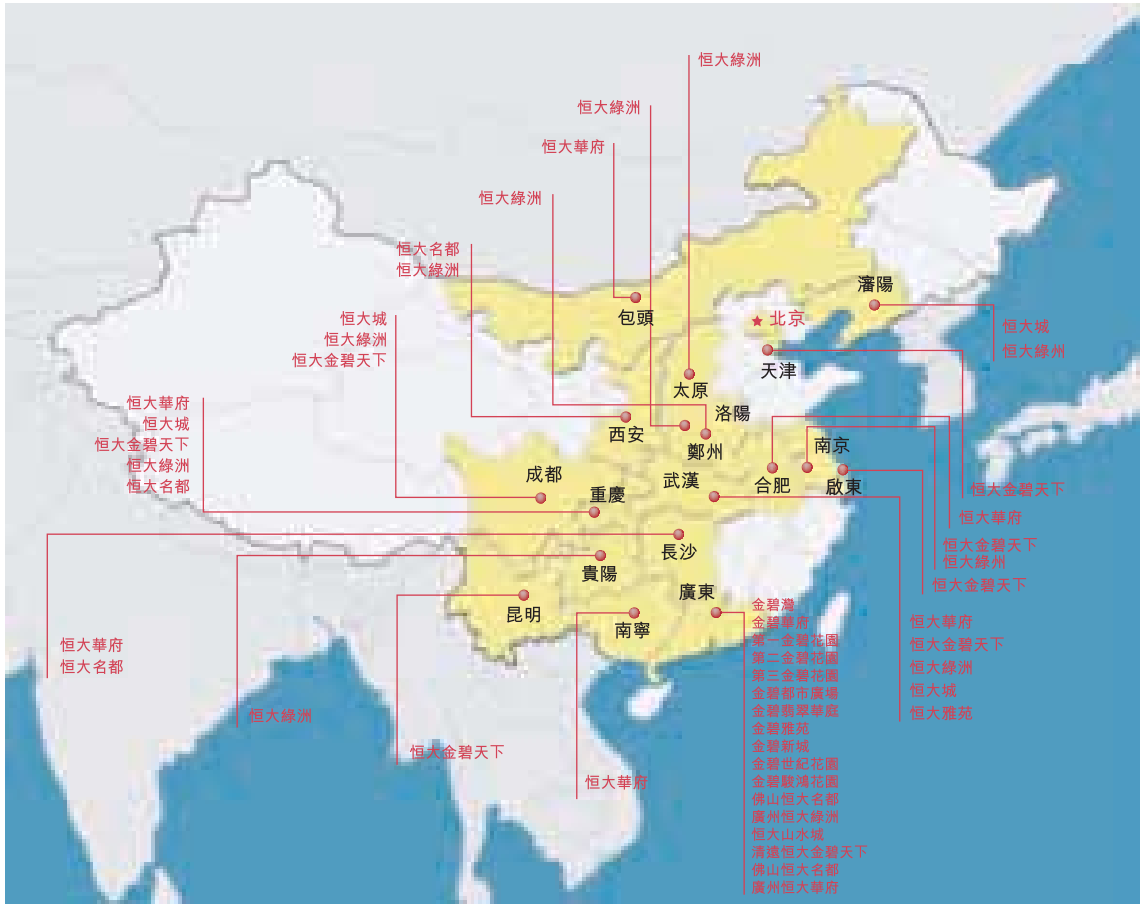 恒大綠洲
恒大綠洲
恒大華府
恒大綠洲
恒大名都
恒大綠洲
瀋陽
包頭
北京
恒大城
恒大綠洲
恒大金碧天下
恒大城
恒大綠州
天津
太原
恒大華府
恒大城
恒大金碧天下
恒大綠洲
恒大名都
洛陽
西安
鄭州
南京
成都
重慶
武漢
合肥
啟東
恒大金碧天下
恒大華府
恒大金碧天下
恒大綠州
恒大金碧天下
長沙
貴陽
昆明
南寧
廣東
恒大華府
恒大名都
恒大綠洲
恒大金碧天下
恒大華府
金碧灣
金碧華府
第一金碧花園
第二金碧花園
第三金碧花園
金碧都市廣場
金碧翡翠華庭
金碧雅苑
金碧新城
金碧世紀花園
金碧駿鴻花園
佛山恒大名都
廣州恒大綠洲
恒大山水城
清遠恒大金碧天下
佛山恒大名都
廣州恒大華府
恒大華府
恒大金碧天下
恒大綠洲
恒大城
恒大雅苑